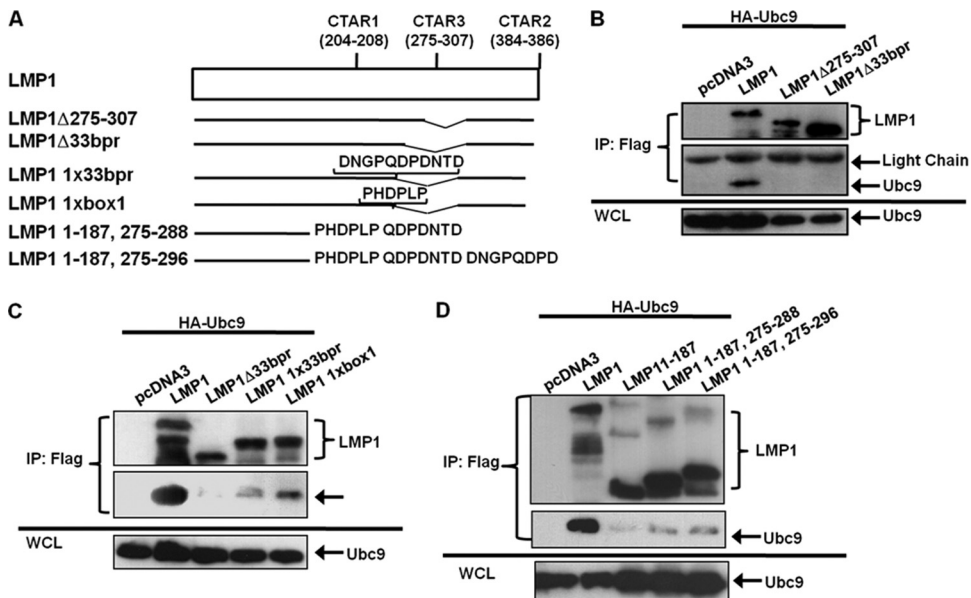 A
CTAR1 CTAR3 CTAR2
(204-208) (275-307) (384-386)
LMP1
LMP1Δ275-307
LMP1Δ33bpr
DNGPQDPDNTD
LMP1 1x33bpr
PHDPLP
LMP1 1xbox1
LMP1 1-187, 275-288 PHDPLP QDPDNTD
LMP1 1-187, 275-296 PHDPLP QDPDNTD DNGPQDPD
B
HA-Ubc9
pcDNA3
LMP1
LMP1Δ275-307
LMP1Δ33bpr
LMP1
IP: Flag
Light Chain
Ubc9
WCL
Ubc9
C
HA-Ubc9
pcDNA3
LMP1
LMP1Δ33bpr
LMP1 1x33bpr
LMP1 1xbox1
LMP1
IP: Flag
WCL
Ubc9
D
HA-Ubc9
pcDNA3
LMP1
LMP11-187
LMP1 1-187, 275-288
LMP1 1-187, 275-296
LMP1
IP: Flag
Ubc9
WCL
Ubc9